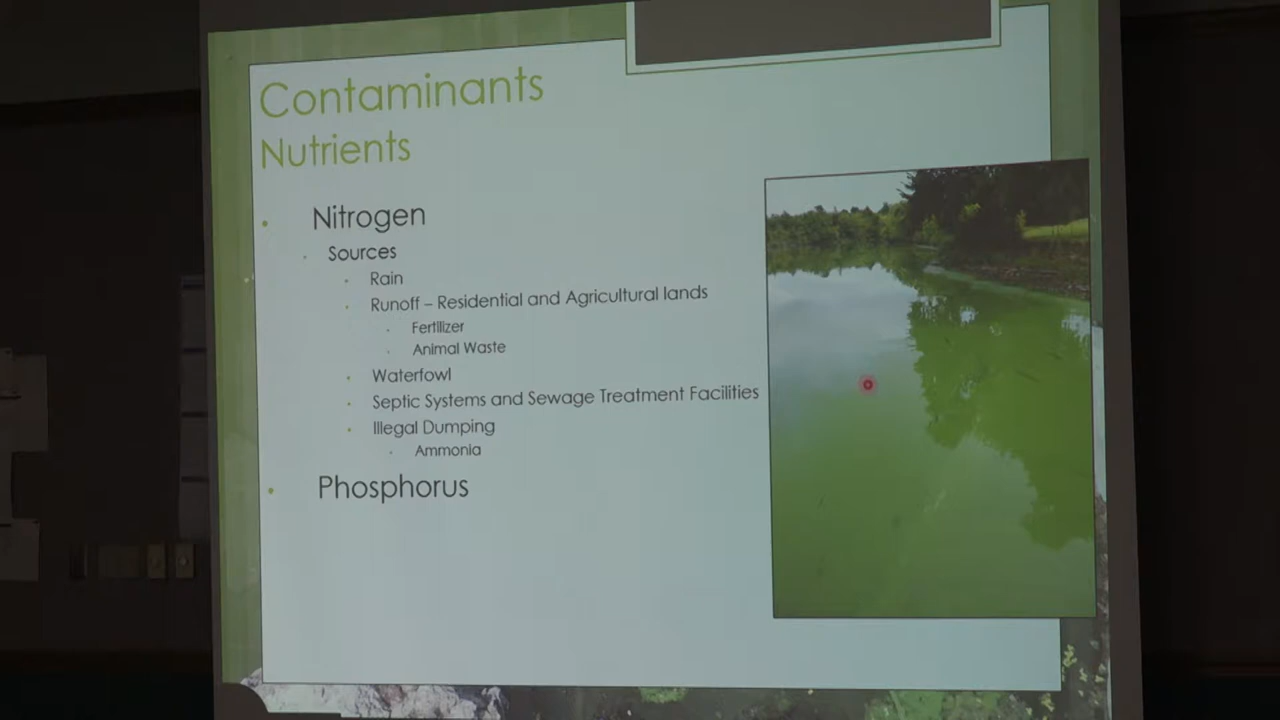 Contaminants
Nutrients
Nitrogen
Sources
Rain
Runoff – Residential and Agricultural lands
Fertilizer
Animal Waste
Waterfowl
Septic Systems and Sewage Treatment Facilities
Illegal Dumping
Ammonia
Phosphorus